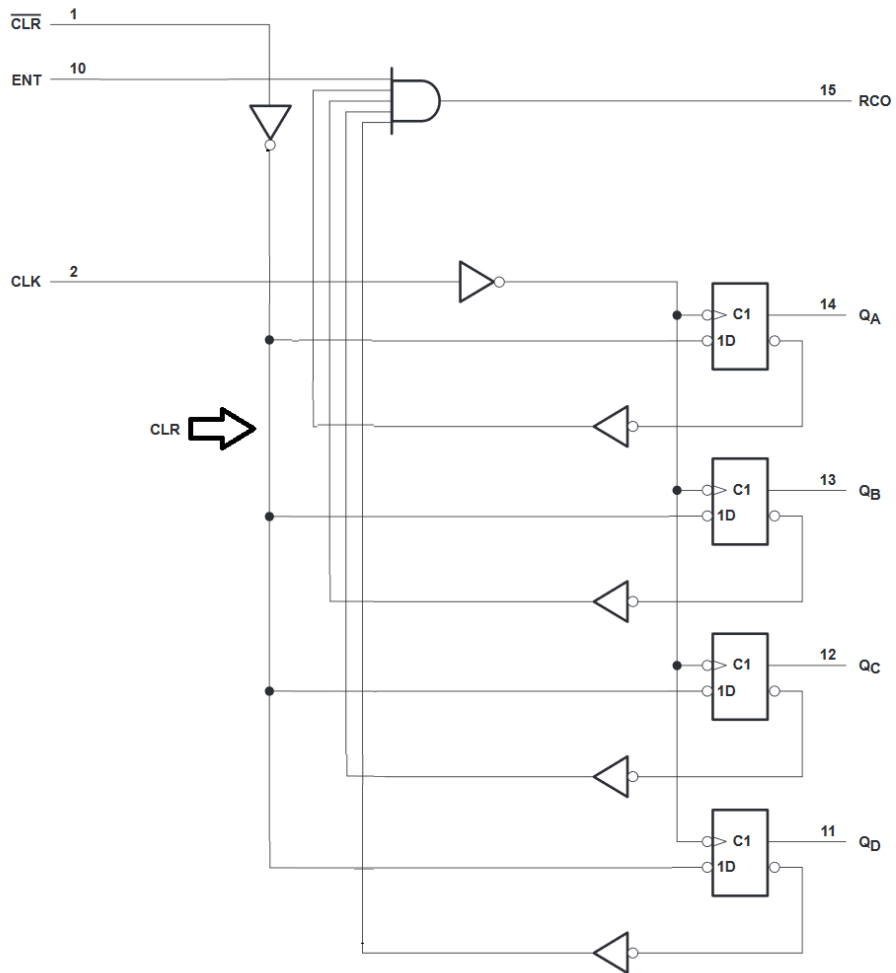 CLR 1
ENT 10
15 RCO
CLK 2
C1 14 QA
1D
CLR
C1 13 QB
1D
C1 12 QC
1D
C1 11 QD
1D